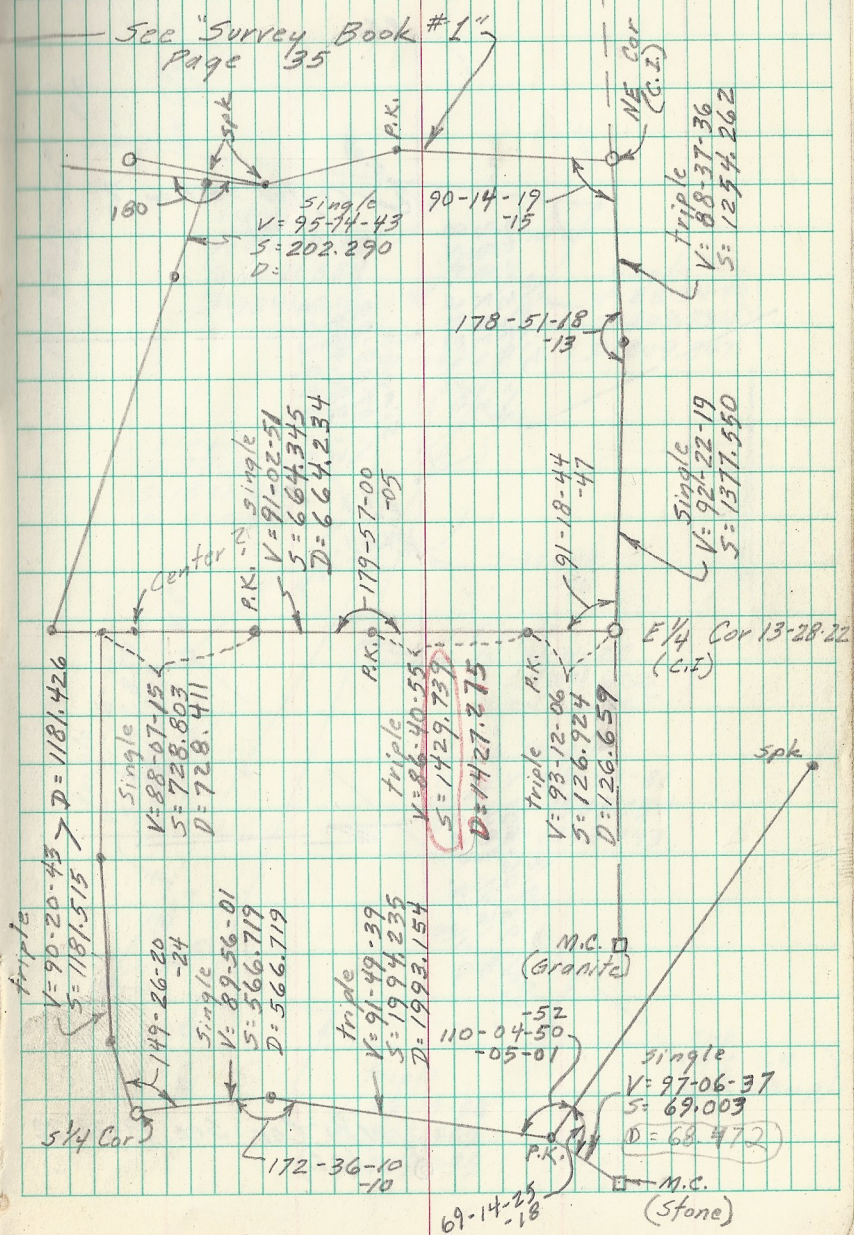 See "Survey Book #1"
Page 35
NE Cor
(C.I.)
P.K.
spk
180
single
V= 95-74-43
S= 202.290
D=
90-14-19
-15
triple
V= 88-37-36
S= 1254.262
178-51-18
-13
Single
V= 92-22-19
S= 1377.550
91-18-44
-47
179-57-00
-05
P.K. - single
V= 91-02-51
S= 664.345
D= 664.234
Center ?
P.K.
P.K.
E 1/4 Cor 13-28-22
(C.I)
triple
V= 90-20-43
S= 1181.515
D= 1181.426
Single
V= 88-07-15
S= 728.803
D= 728.411
triple
V= 86-40-55
S= 1429.739
D= 1427.275
triple
V= 93-12-06
S= 126.924
D= 126.659
spk
149-26-20
-24
Single
V= 89-56-01
S= 566.719
D= 566.719
triple
V= 91-49-39
S= 1994.235
D= 1993.154
M.C.
(Granite)
-52
110-04-50
-05-01
single
V= 97-06-37
S= 69.003
D= 68.472
S 1/4 Cor
172-36-10
-10
P.K.
69-14-25
-18
M.C.
(Stone)